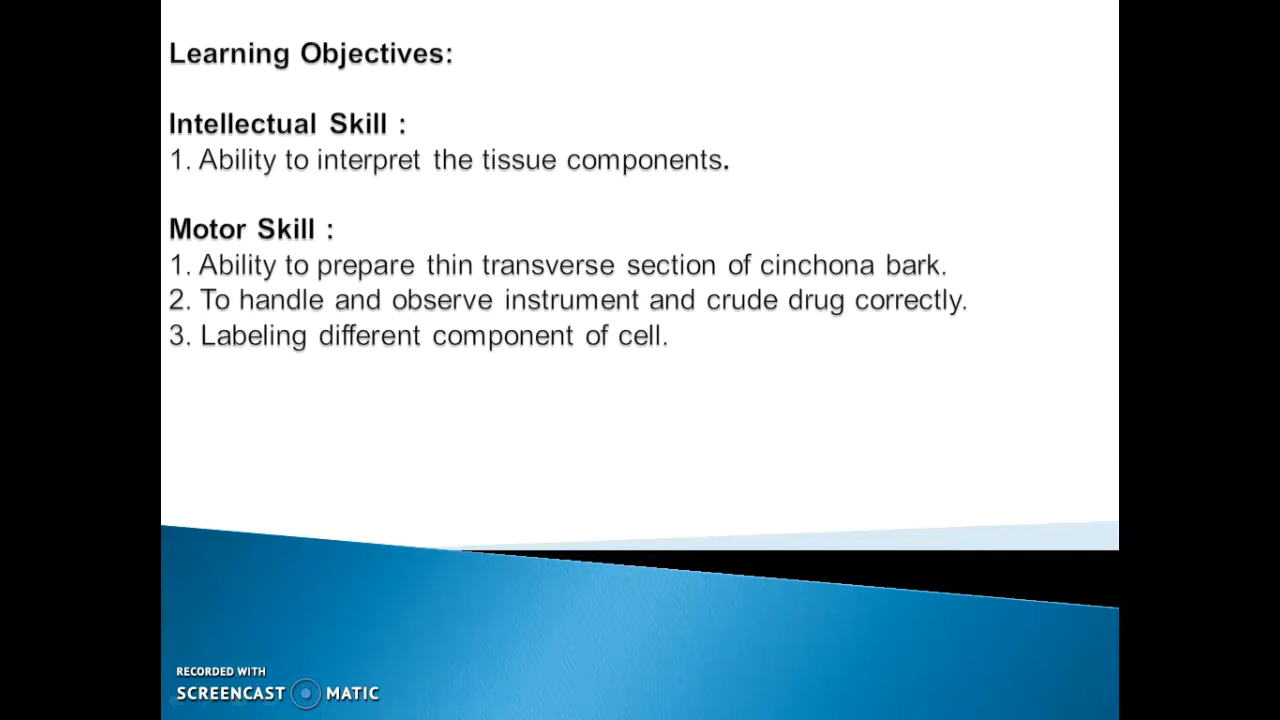 Learning Objectives:
Intellectual Skill :
1. Ability to interpret the tissue components.
Motor Skill :
1. Ability to prepare thin transverse section of cinchona bark.
2. To handle and observe instrument and crude drug correctly.
3. Labeling different component of cell.
RECORDED WITH
SCREENCAST MATIC